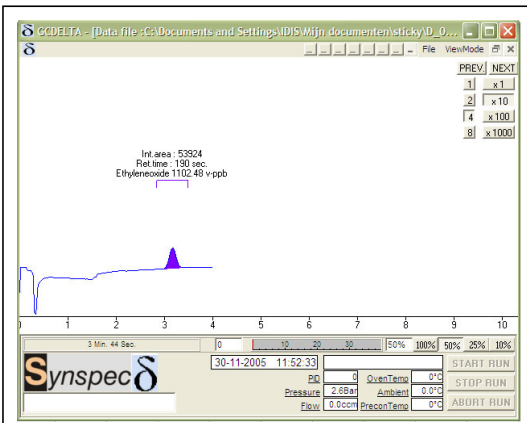 GCDELTA - [Data file :C:\Documents and Settings\IDIS\Mijn documenten\sticky\D_0...
File ViewMode
PREV. NEXT
1 x 1
2 x 10
4 x 100
8 x 1000
Int.area : 53924
Ret.time : 190 sec.
Ethyleneoxide 1102.48 v-ppb
1 2 3 4 5 6 7 8 9 10
3 Min. 44 Sec. 0 10 20 30 50% 100% 50% 25% 10%
Synspec δ
30-11-2005 11:52:33
START RUN
PID 0 OvenTemp 0°C
STOP RUN
Pressure 2.6Bar Ambient 0.0°C
Flow 0.0ccm PreconTemp 0°C
ABORT RUN